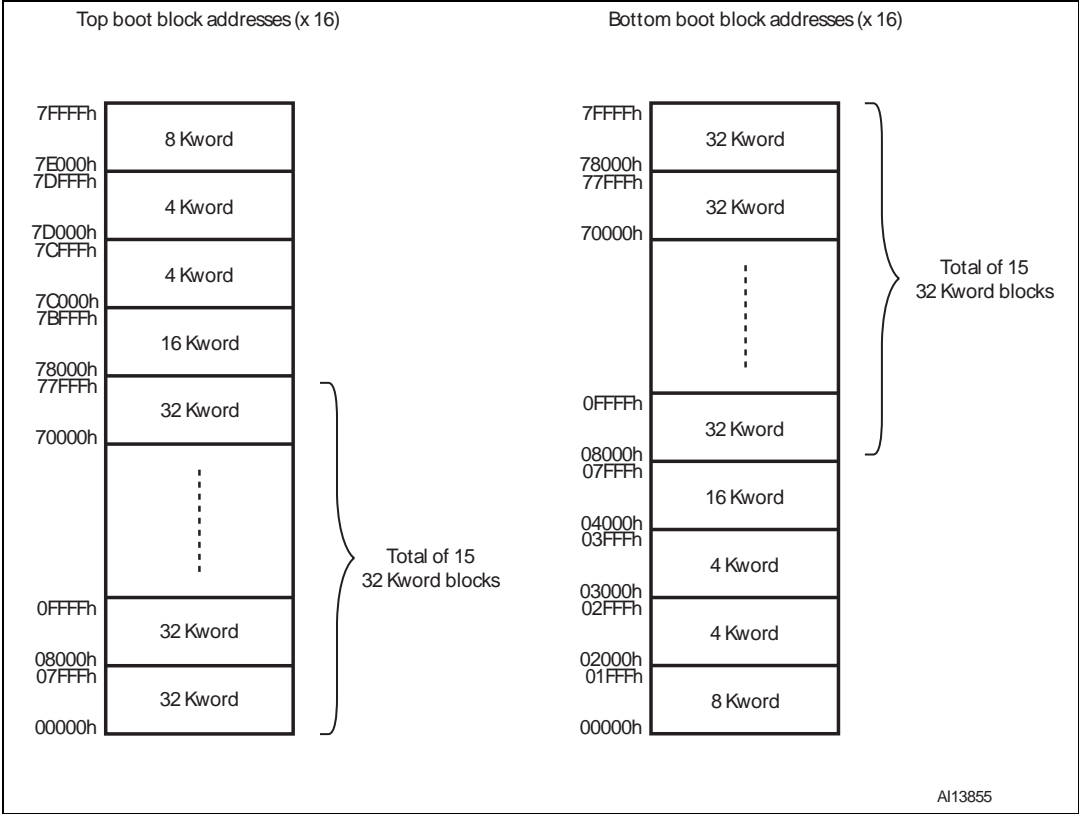 Top boot block addresses (x 16)
7FFFFh
8 Kword
7E000h
7DFFFh
4 Kword
7D000h
7CFFFh
4 Kword
7C000h
7BFFFh
16 Kword
78000h
77FFFh
32 Kword
70000h
Total of 15
32 Kword blocks
0FFFFh
32 Kword
08000h
07FFFh
32 Kword
00000h
Bottom boot block addresses (x 16)
7FFFFh
32 Kword
78000h
77FFFh
32 Kword
70000h
Total of 15
32 Kword blocks
0FFFFh
32 Kword
08000h
07FFFh
16 Kword
04000h
03FFFh
4 Kword
03000h
02FFFh
4 Kword
02000h
01FFFh
8 Kword
00000h
AI13855